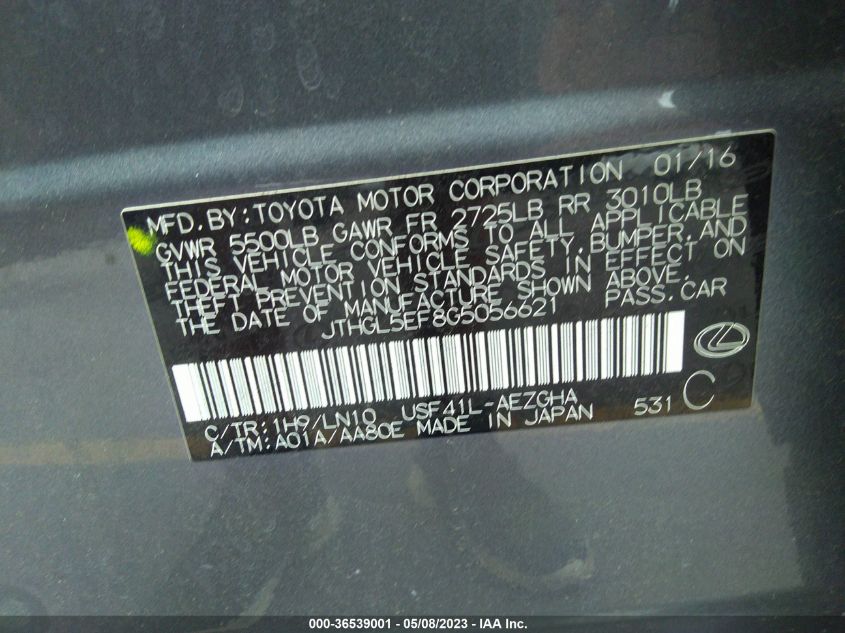 MFD. BY: TOYOTA MOTOR CORPORATION 01/16
GVWR 5500LB GAWR FR 2725LB RR 3010LB
THIS VEHICLE CONFORMS TO ALL APPLICABLE
FEDERAL MOTOR VEHICLE SAFETY, BUMPER, AND
THEFT PREVENTION STANDARDS IN EFFECT ON
THE DATE OF MANUFACTURE SHOWN ABOVE.
JTHGL5EF8G5056621 PASS. CAR
C/TR: 1H9/LN10 USF41L-AEZGHA 531 C
A/TM: A01A/AA80E MADE IN JAPAN
000-36539001 - 05/08/2023 - IAA Inc.